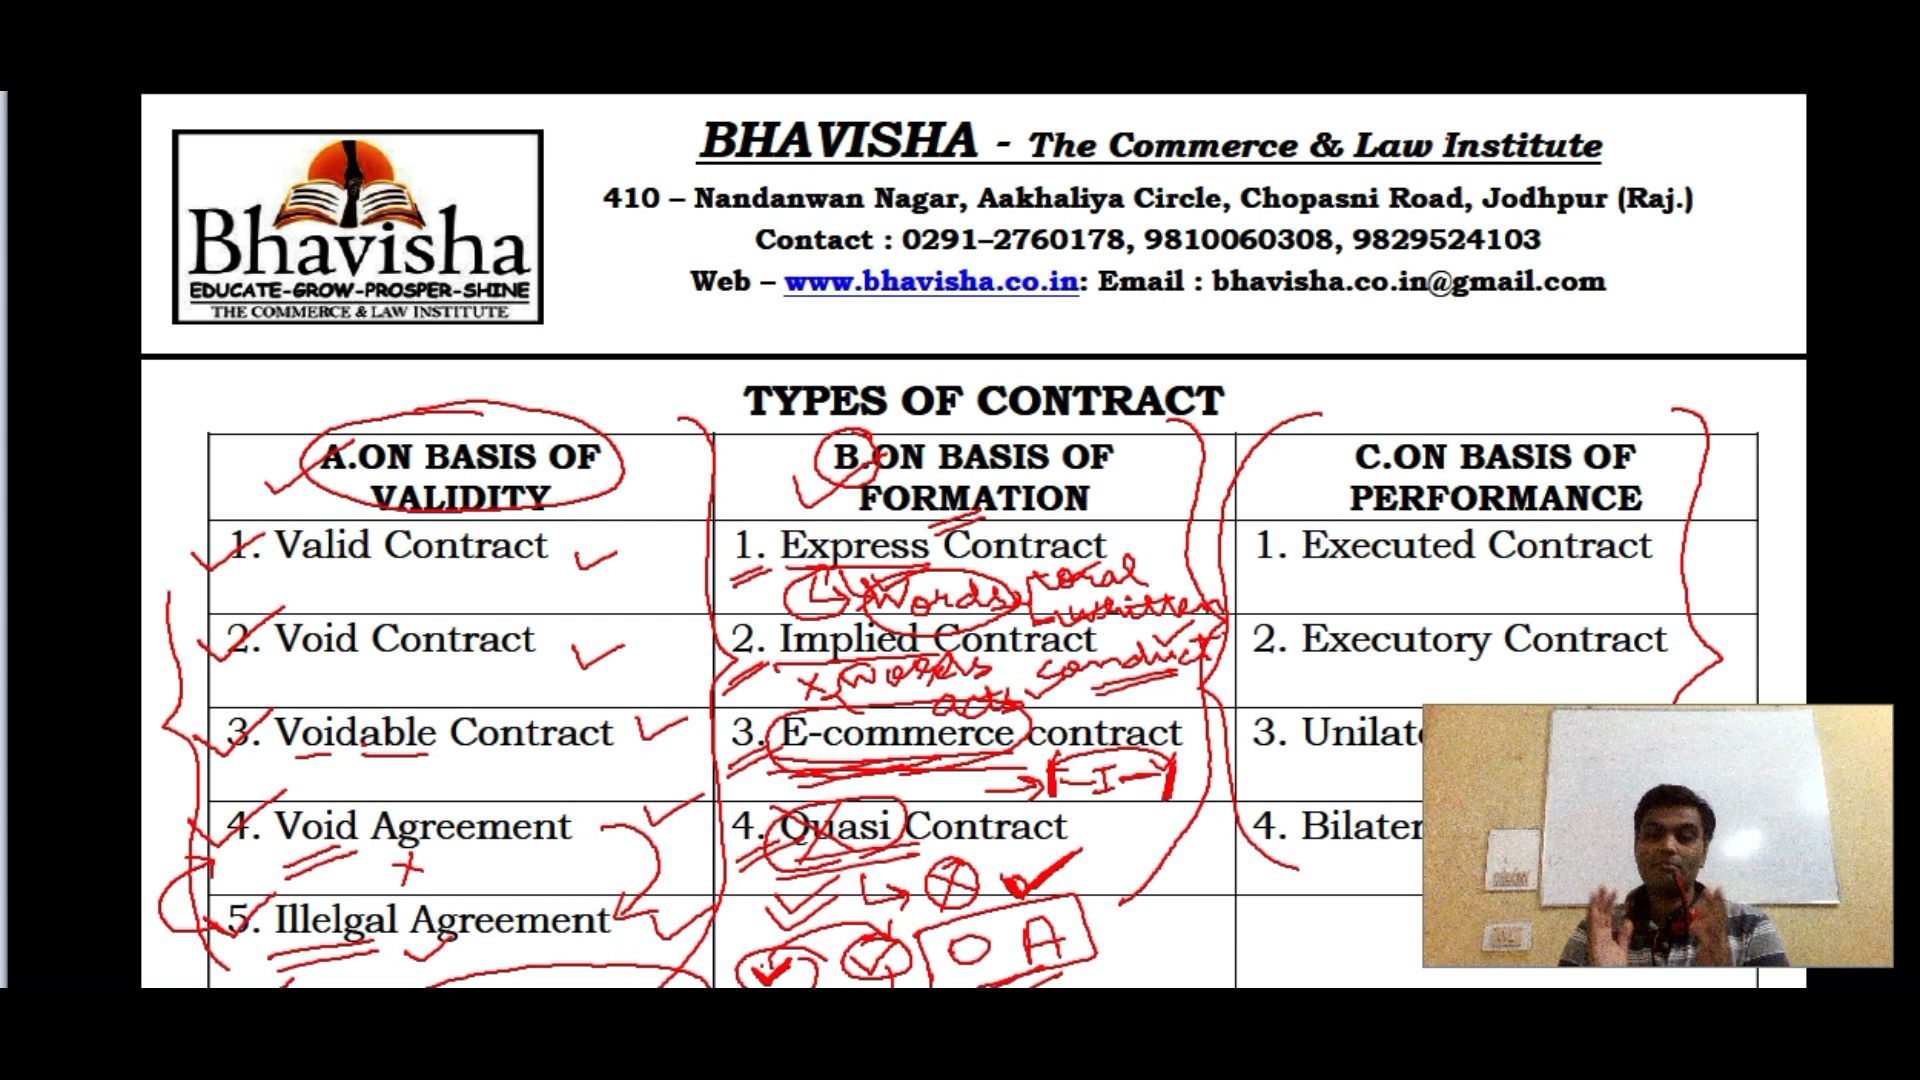 Bhavisha
EDUCATE-GROW-PROSPER-SHINE
THE COMMERCE & LAW INSTITUTE
BHAVISHA - The Commerce & Law Institute
410 – Nandanwan Nagar, Aakhaliya Circle, Chopasni Road, Jodhpur (Raj.)
Contact : 0291–2760178, 9810060308, 9829524103
Web – www.bhavisha.co.in: Email : bhavisha.co.in@gmail.com
TYPES OF CONTRACT
A.ON BASIS OF
VALIDITY
B.ON BASIS OF
FORMATION
C.ON BASIS OF
PERFORMANCE
1. Valid Contract
1. Express Contract
1. Executed Contract
words
oral
written
2. Void Contract
2. Implied Contract
2. Executory Contract
words
conduct
acts
3. Voidable Contract
3. E-commerce contract
3. Unilate
I
4. Void Agreement
4. Quasi Contract
4. Bilater
5. Illelgal Agreement
O A